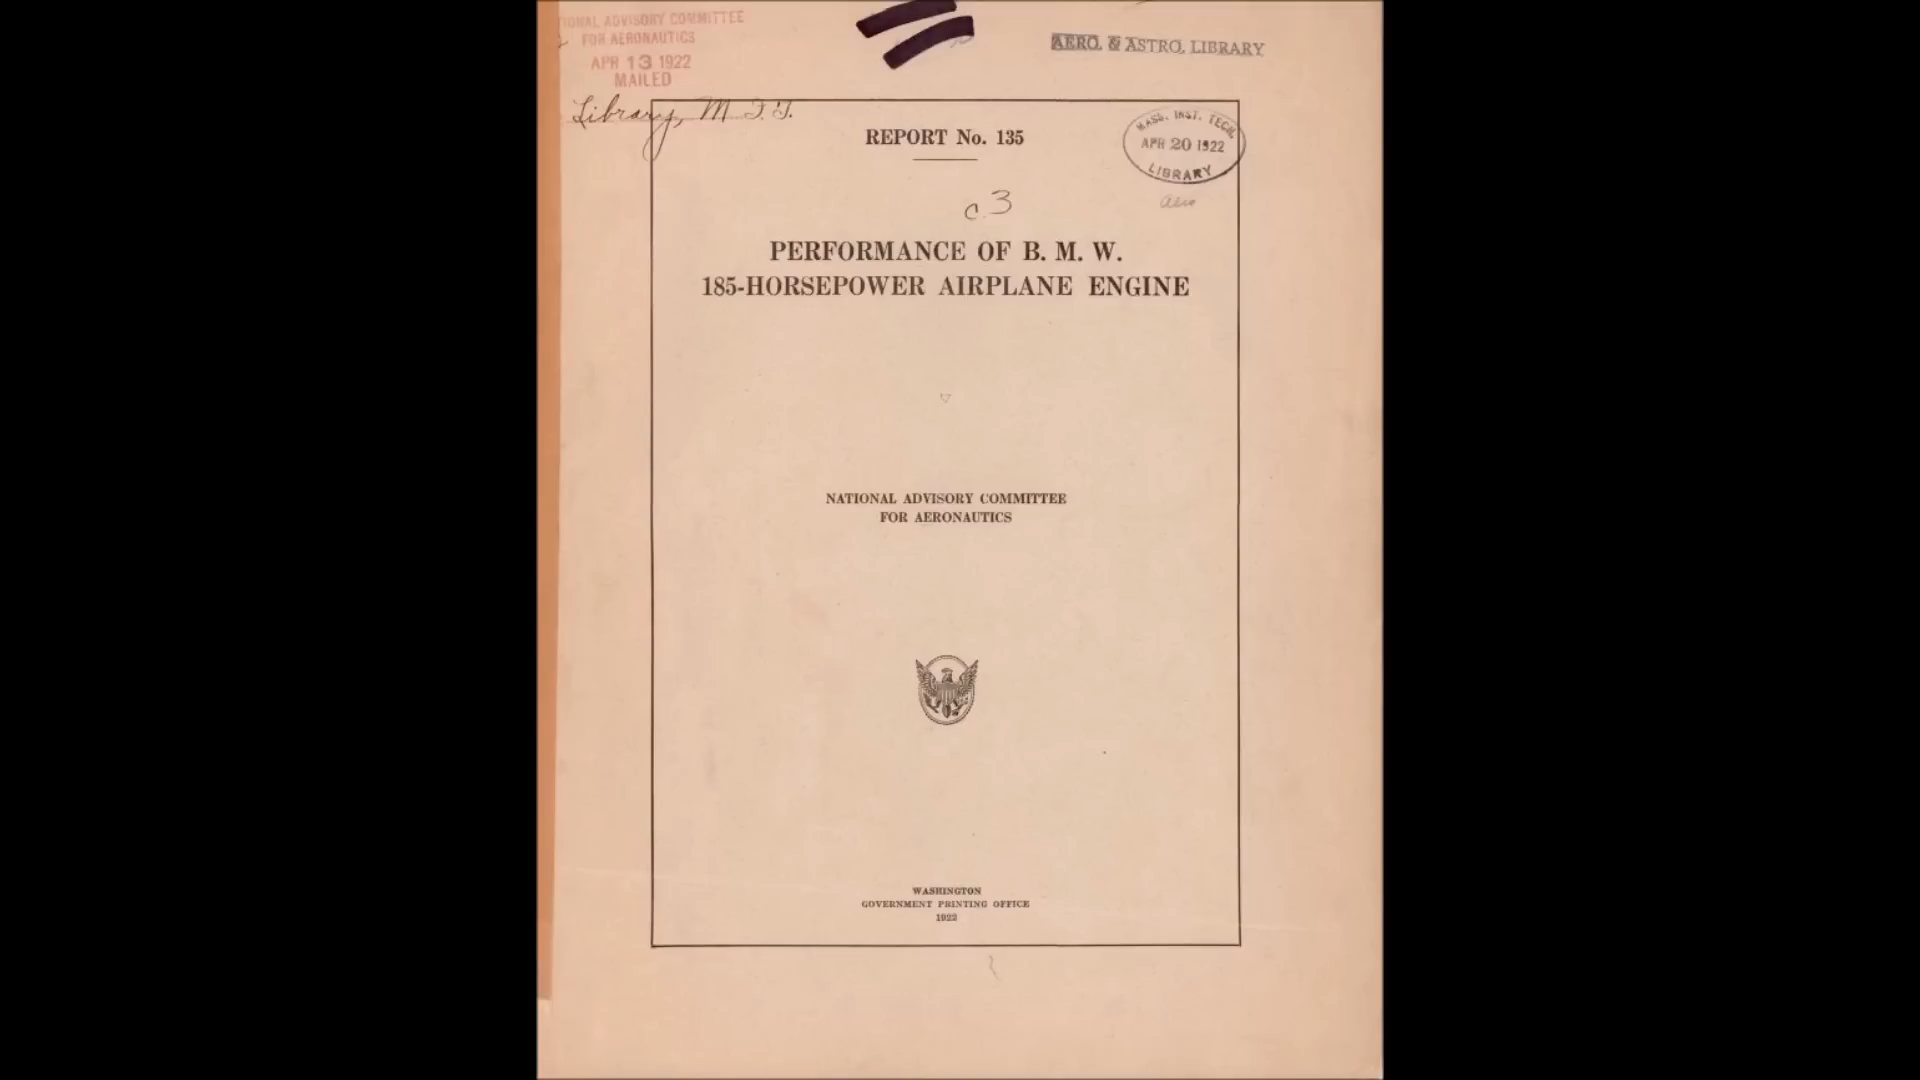 NATIONAL ADVISORY COMMITTEE
FOR AERONAUTICS
APR 13 1922
MAILED
AERO. & ASTRO. LIBRARY
Library, M. I. T.
REPORT No. 135
MASS. INST. TECH.
APR 20 1922
LIBRARY
aero
c.3
PERFORMANCE OF B. M. W.
185-HORSEPOWER AIRPLANE ENGINE
NATIONAL ADVISORY COMMITTEE
FOR AERONAUTICS
WASHINGTON
GOVERNMENT PRINTING OFFICE
1922